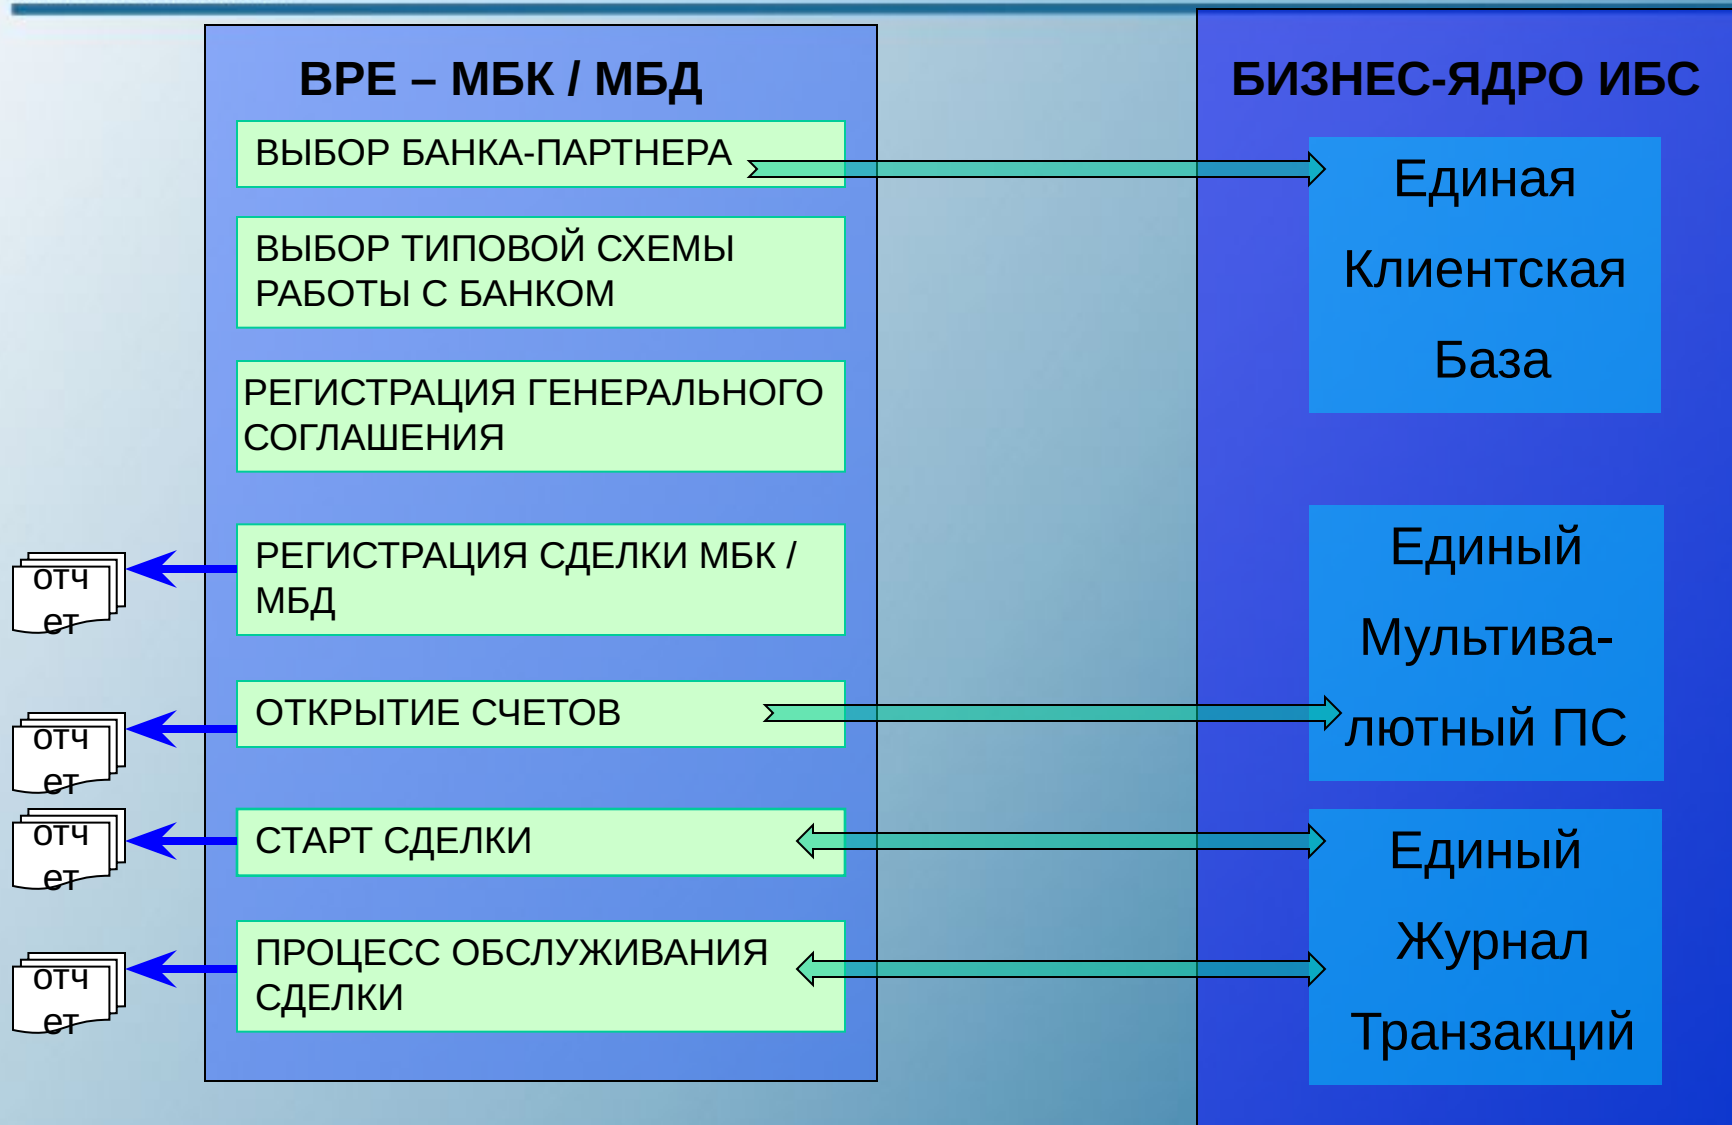 ВРЕ – МБК / МБД
ВЫБОР БАНКА-ПАРТНЕРА
ВЫБОР ТИПОВОЙ СХЕМЫ
РАБОТЫ С БАНКОМ
РЕГИСТРАЦИЯ ГЕНЕРАЛЬНОГО
СОГЛАШЕНИЯ
РЕГИСТРАЦИЯ СДЕЛКИ МБК /
МБД
ОТКРЫТИЕ СЧЕТОВ
СТАРТ СДЕЛКИ
ПРОЦЕСС ОБСЛУЖИВАНИЯ
СДЕЛКИ
отч
ет
отч
ет
отч
ет
отч
ет
БИЗНЕС-ЯДРО ИБС
Единая
Клиентская
База
Единый
Мультива-
лютный ПС
Единый
Журнал
Транзакций